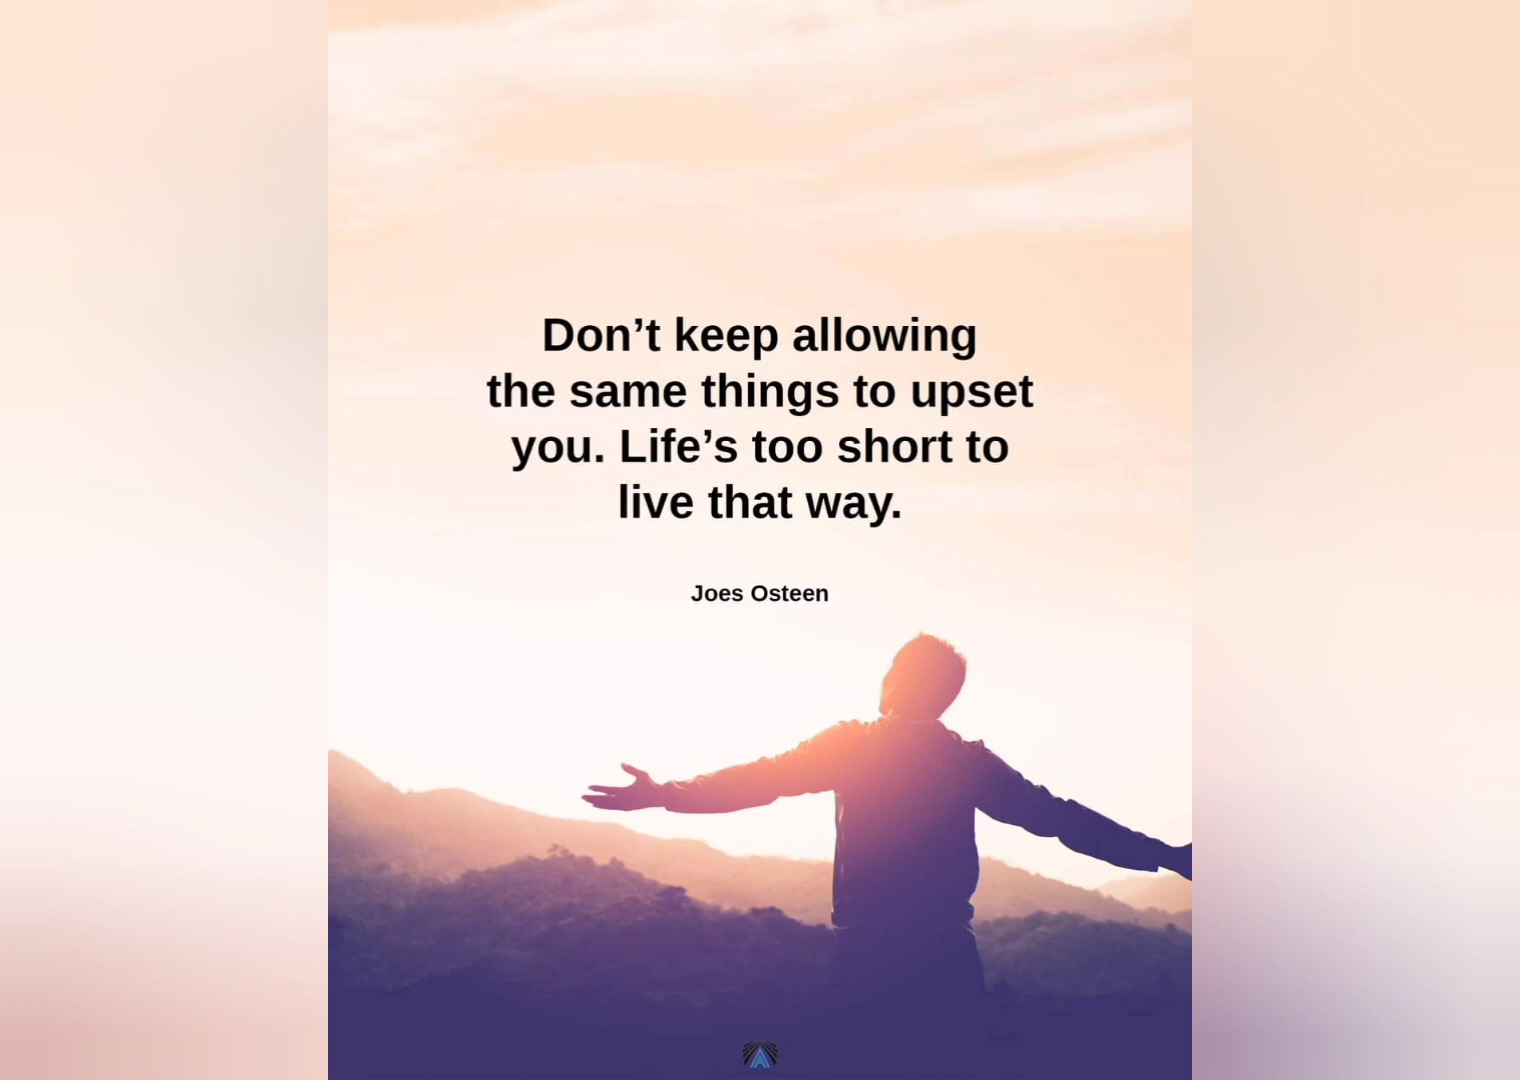 Don’t keep allowing
the same things to upset
you. Life’s too short to
live that way.
Joes Osteen